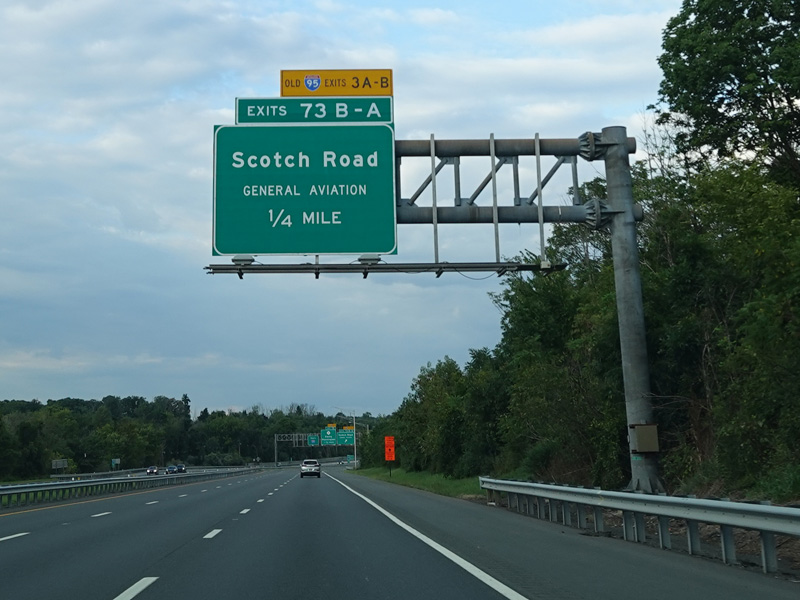 OLD 95 EXITS 3A-B
EXITS 73 B-A
Scotch Road
GENERAL AVIATION
1/4 MILE